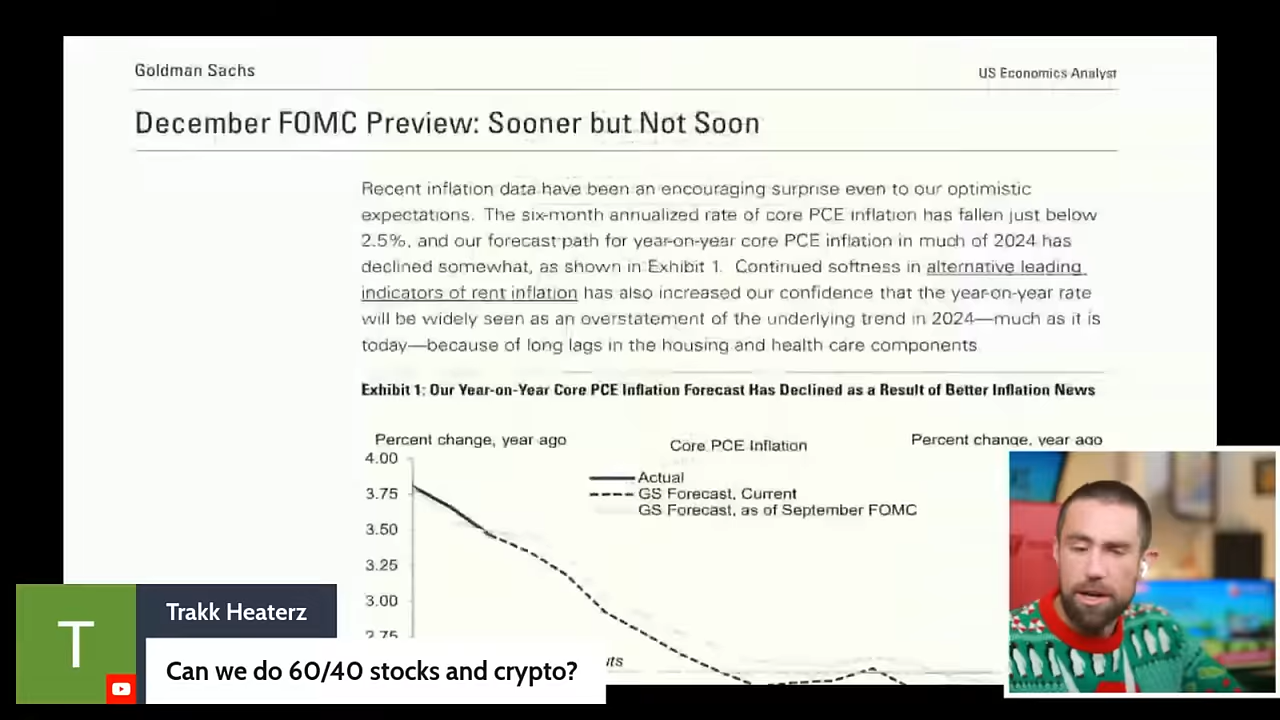 Goldman Sachs
US Economics Analyst
December FOMC Preview: Sooner but Not Soon
Recent inflation data have been an encouraging surprise even to our optimistic
expectations. The six-month annualized rate of core PCE inflation has fallen just below
2.5%, and our forecast path for year-on-year core PCE inflation in much of 2024 has
declined somewhat, as shown in Exhibit 1. Continued softness in alternative leading
indicators of rent inflation has also increased our confidence that the year-on-year rate
will be widely seen as an overstatement of the underlying trend in 2024—much as it is
today—because of long lags in the housing and health care components
Exhibit 1: Our Year-on-Year Core PCE Inflation Forecast Has Declined as a Result of Better Inflation News
Percent change, year ago
Core PCE Inflation
Percent change, year ago
4.00
3.75
3.50
3.25
3.00
2.75
Actual
GS Forecast, Current
GS Forecast, as of September FOMC
T
Trakk Heaterz
Can we do 60/40 stocks and crypto?